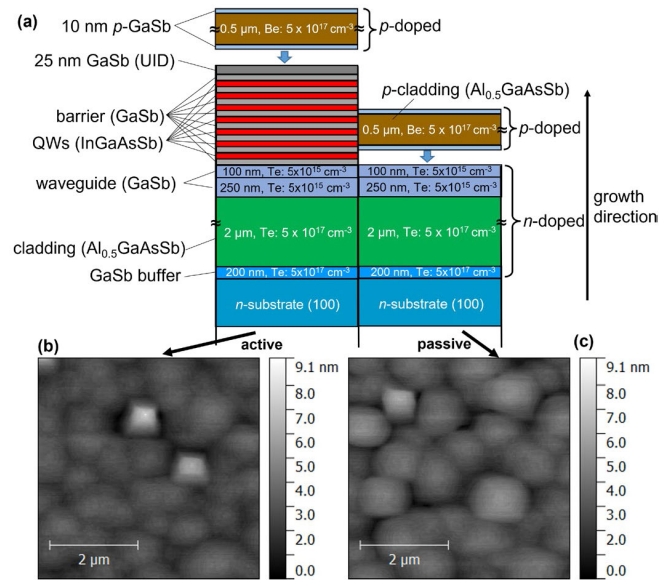 (a)
10 nm p-GaSb
0.5 µm, Be: 5 x 10¹⁷ cm⁻³
p-doped
25 nm GaSb (UID)
p-cladding (Al₀.₅GaAsSb)
barrier (GaSb)
0.5 µm, Be: 5 x 10¹⁷ cm⁻³
p-doped
QWs (InGaAsSb)
waveguide (GaSb)
100 nm, Te: 5x10¹⁵ cm⁻³
100 nm, Te: 5x10¹⁵ cm⁻³
250 nm, Te: 5x10¹⁵ cm⁻³
250 nm, Te: 5x10¹⁵ cm⁻³
growth
direction
n-doped
2 µm, Te: 5 x 10¹⁷ cm⁻³
2 µm, Te: 5 x 10¹⁷ cm⁻³
cladding (Al₀.₅GaAsSb)
GaSb buffer
200 nm, Te: 5x10¹⁷ cm⁻³
200 nm, Te: 5x10¹⁷ cm⁻³
n-substrate (100)
n-substrate (100)
(b)
active
passive
(c)
9.1 nm
8.0
7.0
6.0
5.0
4.0
3.0
2.0
1.0
0.0
2 µm
9.1 nm
8.0
7.0
6.0
5.0
4.0
3.0
2.0
1.0
0.0
2 µm